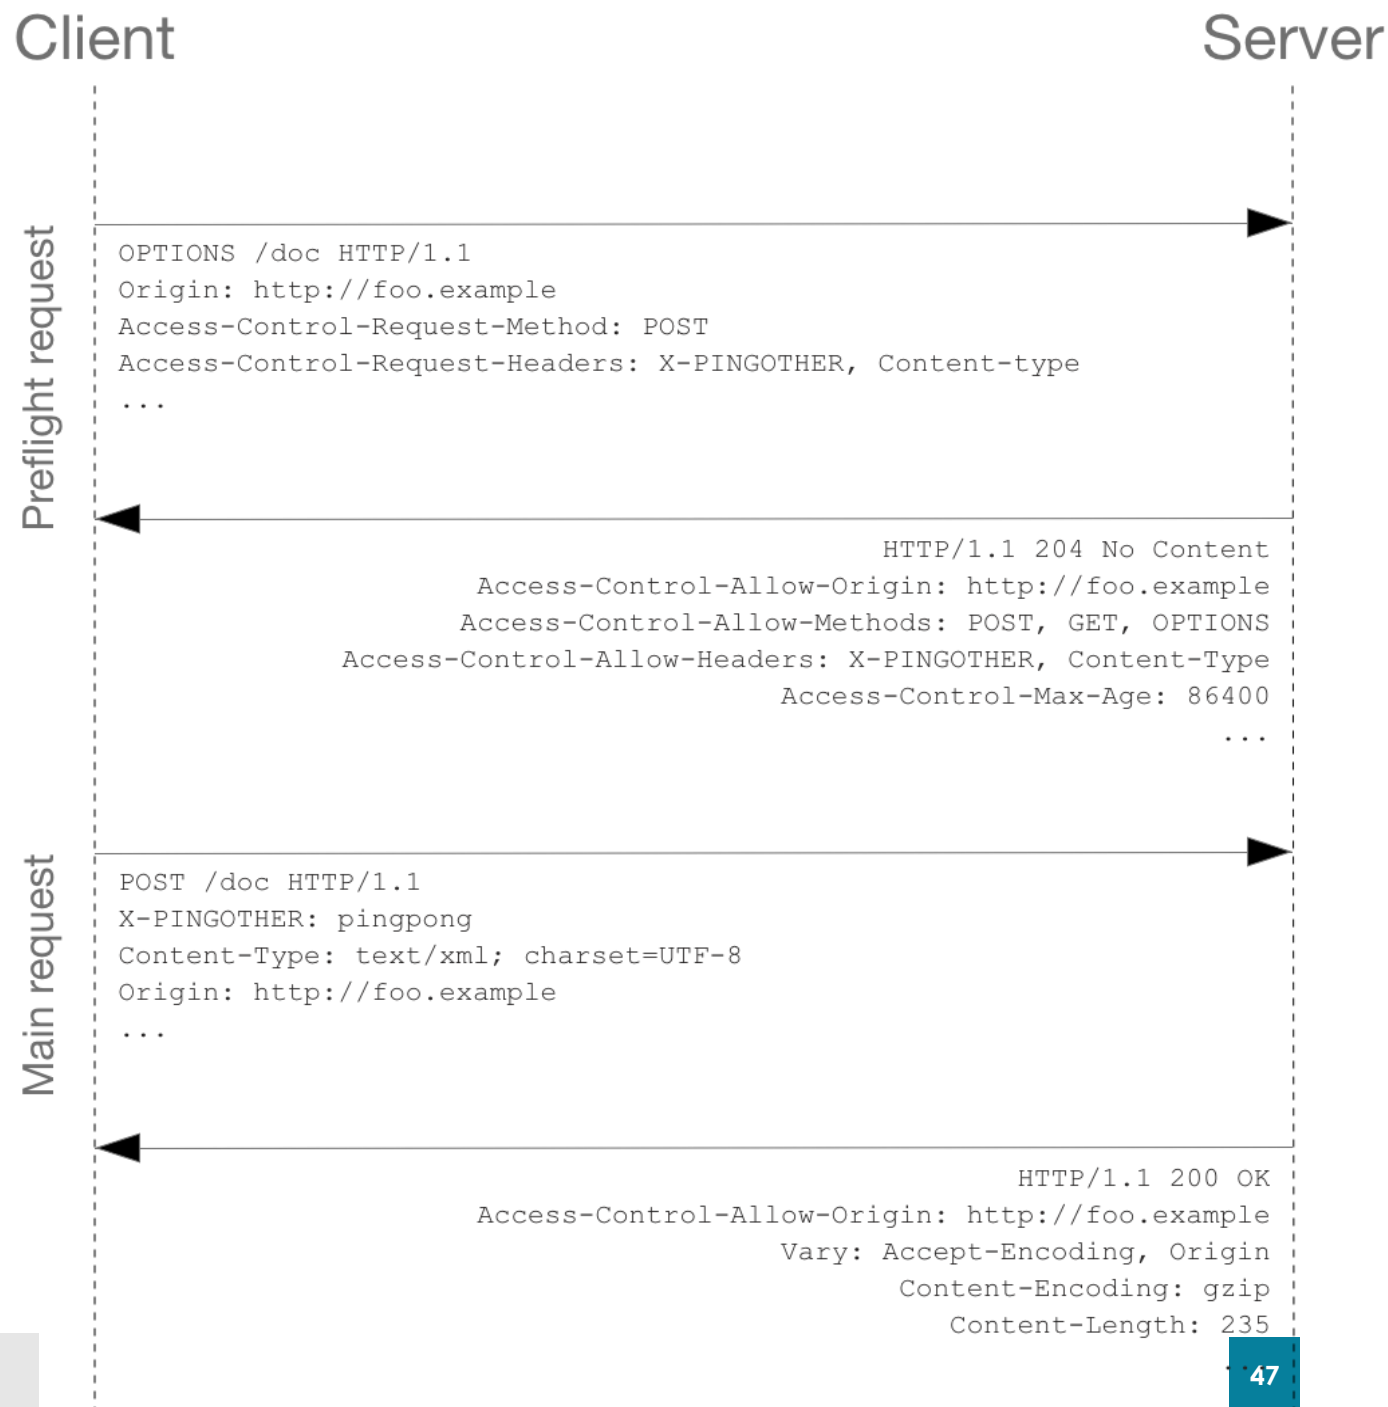 Client
Server
Preflight request
OPTIONS /doc HTTP/1.1
Origin: http://foo.example
Access-Control-Request-Method: POST
Access-Control-Request-Headers: X-PINGOTHER, Content-type
...
HTTP/1.1 204 No Content
Access-Control-Allow-Origin: http://foo.example
Access-Control-Allow-Methods: POST, GET, OPTIONS
Access-Control-Allow-Headers: X-PINGOTHER, Content-Type
Access-Control-Max-Age: 86400
...
Main request
POST /doc HTTP/1.1
X-PINGOTHER: pingpong
Content-Type: text/xml; charset=UTF-8
Origin: http://foo.example
...
HTTP/1.1 200 OK
Access-Control-Allow-Origin: http://foo.example
Vary: Accept-Encoding, Origin
Content-Encoding: gzip
Content-Length: 235
...
47